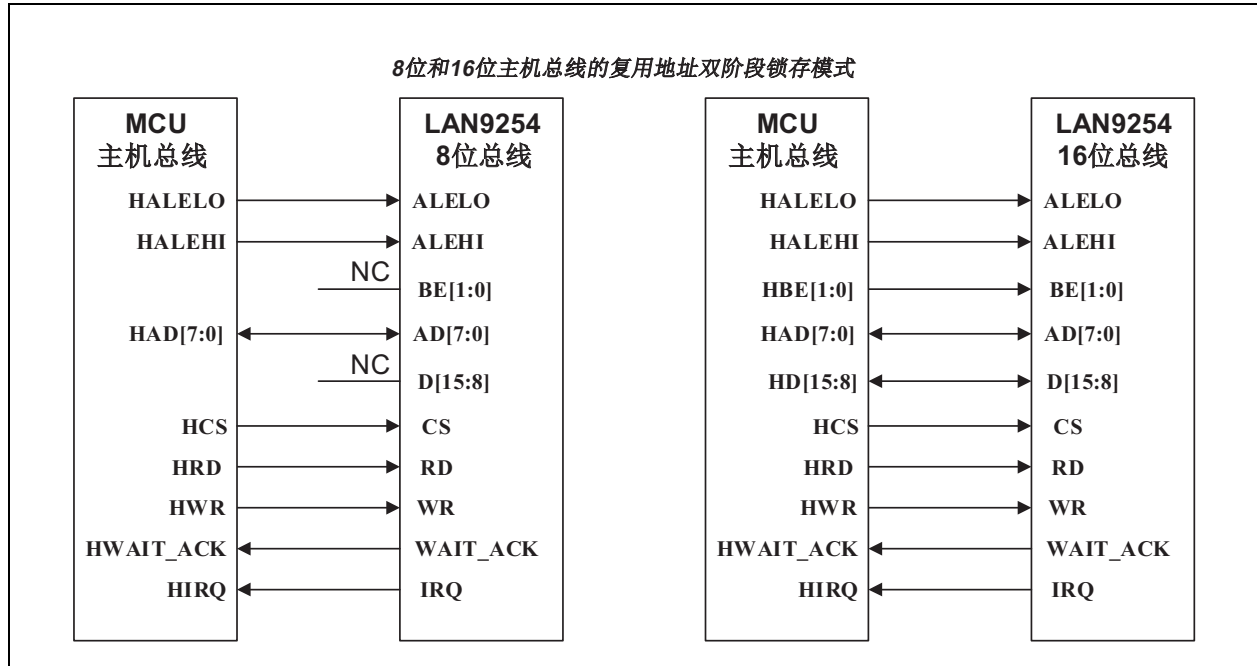 8位和16位主机总线的复用地址双阶段锁存模式
MCU
主机总线
HALELO
HALEHI
HAD[7:0]
HCS
HRD
HWR
HWAIT_ACK
HIRQ
NC
NC
LAN9254
8位总线
ALELO
ALEHI
BE[1:0]
AD[7:0]
D[15:8]
CS
RD
WR
WAIT_ACK
IRQ
MCU
主机总线
HALELO
HALEHI
HBE[1:0]
HAD[7:0]
HD[15:8]
HCS
HRD
HWR
HWAIT_ACK
HIRQ
LAN9254
16位总线
ALELO
ALEHI
BE[1:0]
AD[7:0]
D[15:8]
CS
RD
WR
WAIT_ACK
IRQ